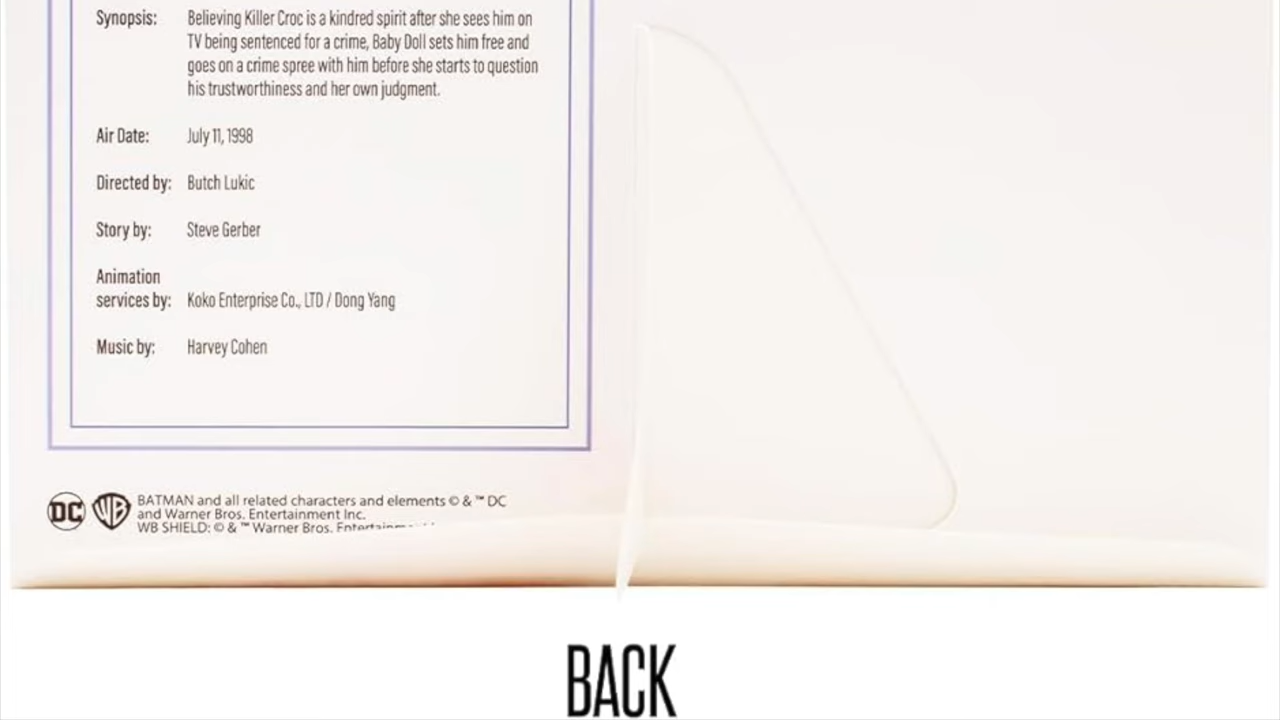 Synopsis: Believing Killer Croc is a kindred spirit after she sees him on
TV being sentenced for a crime, Baby Doll sets him free and
goes on a crime spree with him before she starts to question
his trustworthiness and her own judgment.
Air Date: July 11, 1998
Directed by: Butch Lukic
Story by: Steve Gerber
Animation
services by: Koko Enterprise Co., LTD / Dong Yang
Music by: Harvey Cohen
DC WB BATMAN and all related characters and elements © & ™ DC
and Warner Bros. Entertainment Inc.
WB SHIELD: © & ™ Warner Bros.
BACK